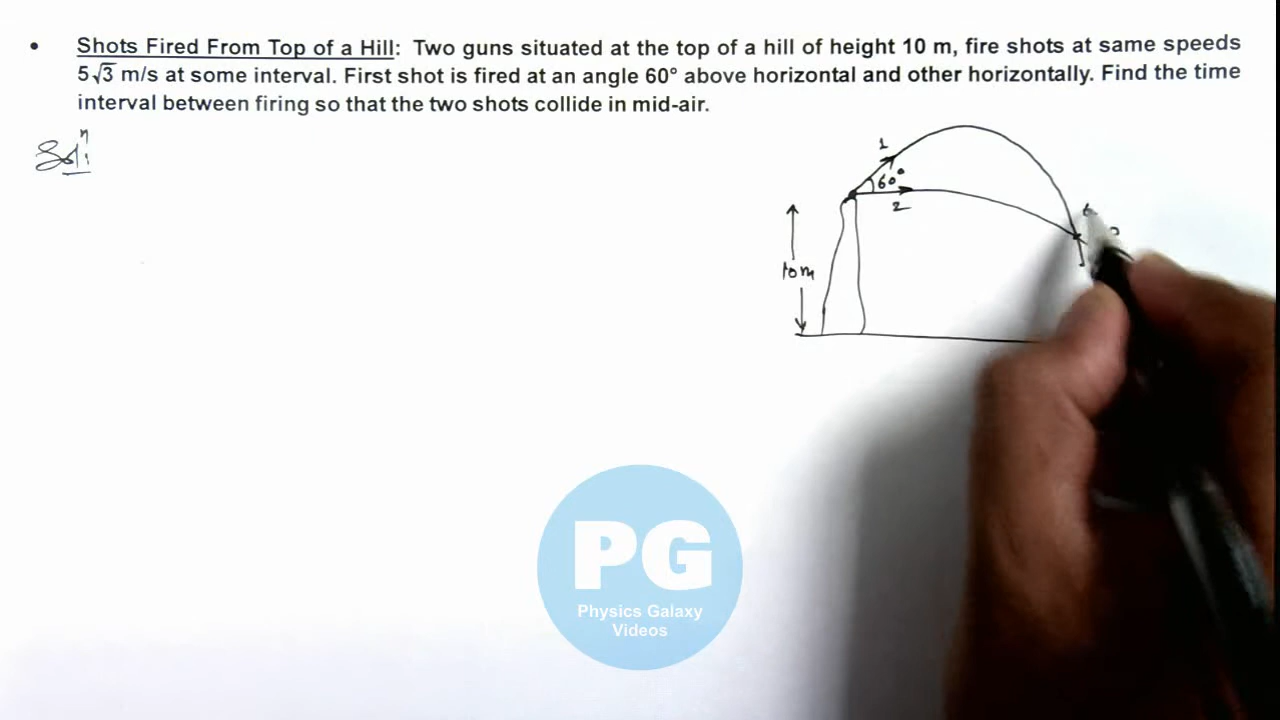 • Shots Fired From Top of a Hill: Two guns situated at the top of a hill of height 10 m, fire shots at same speeds
5√3 m/s at some interval. First shot is fired at an angle 60° above horizontal and other horizontally. Find the time
interval between firing so that the two shots collide in mid-air.
Solⁿ:
1
60°
2
10m
PG
Physics Galaxy
Videos